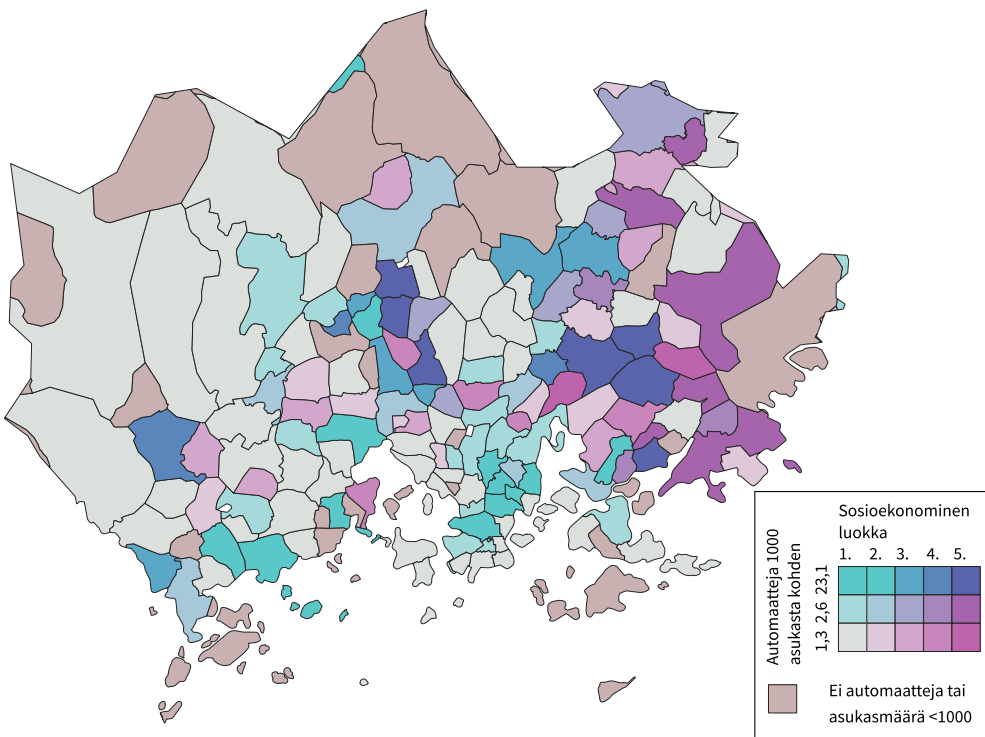 Sosioekonominen
luokka
1. 2. 3. 4. 5.
Automaatteja 1000
asukasta kohden
1,3 2,6 23,1
Ei automaatteja tai
asukasmäärä <1000